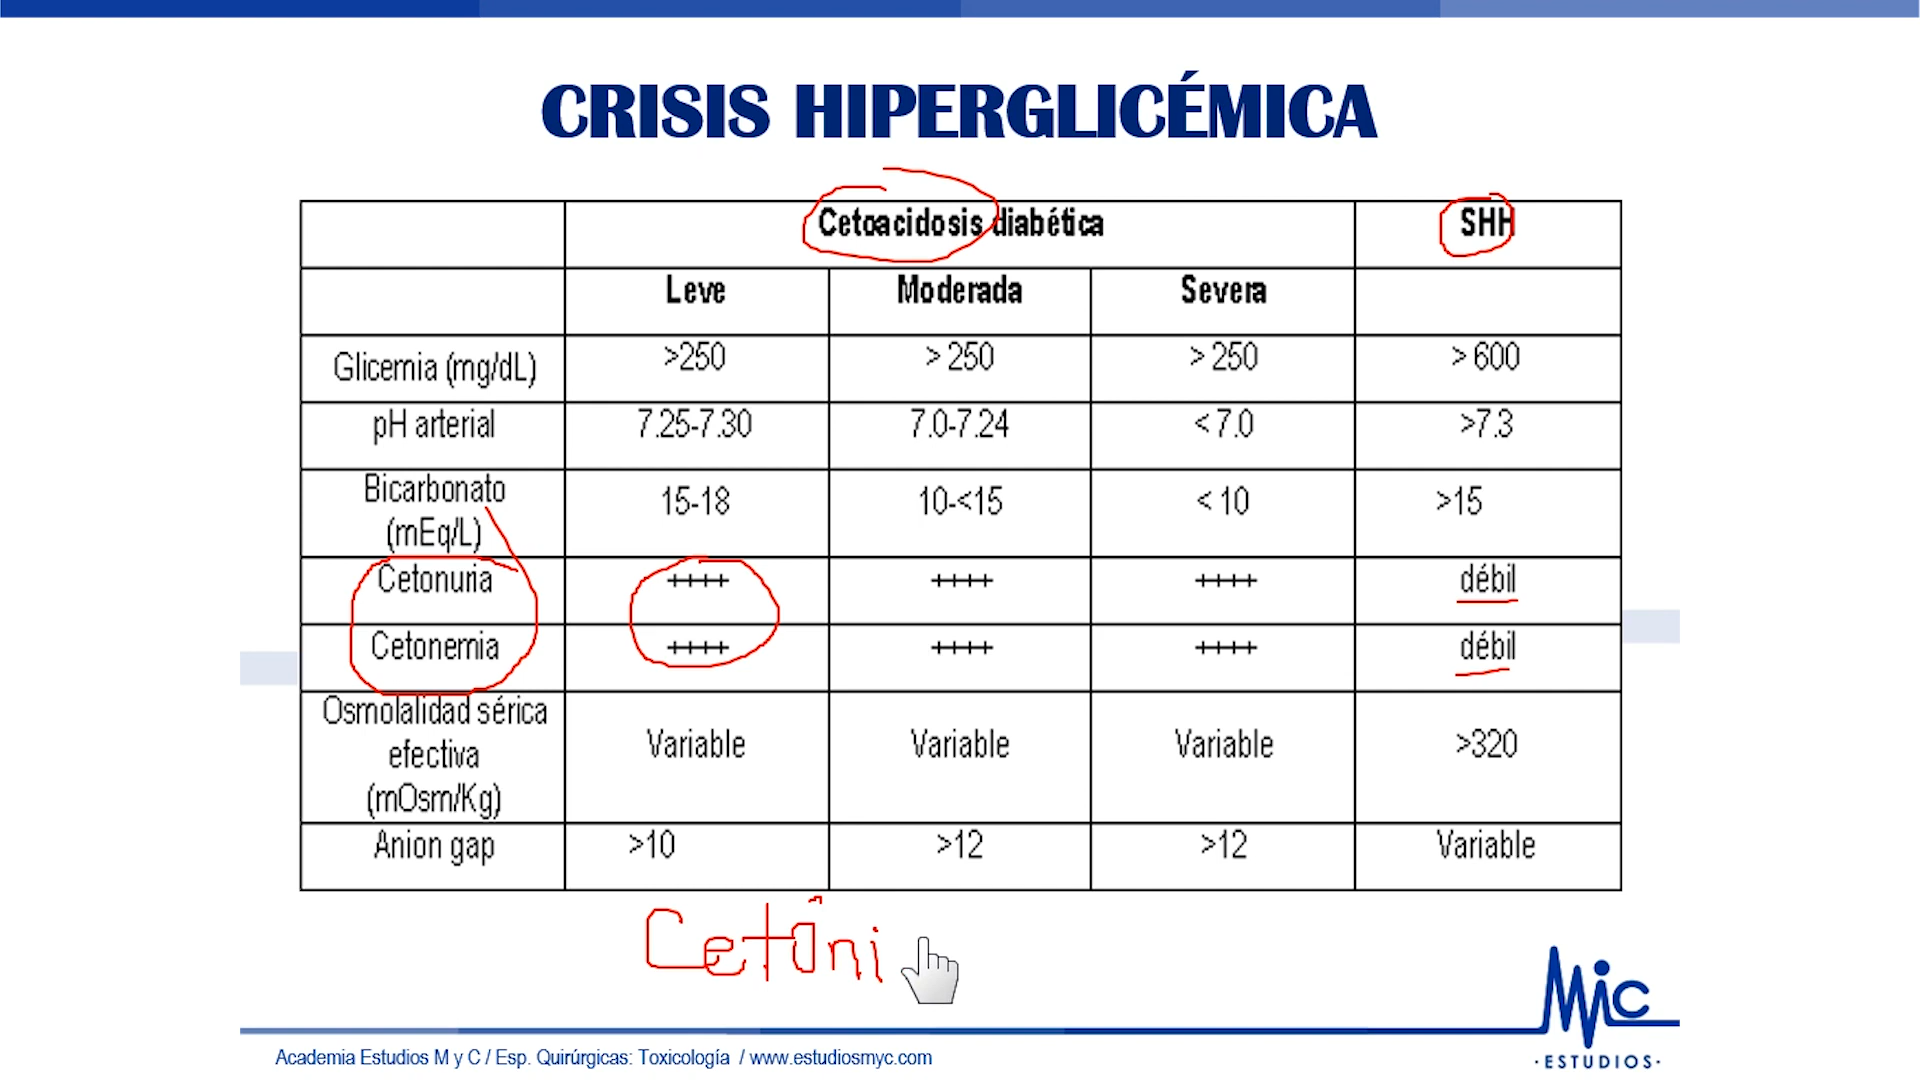 CRISIS HIPERGLICÉMICA
Cetoacidosis diabética SHH
Leve Moderada Severa
Glicemia (mg/dL) >250 > 250 > 250 > 600
pH arterial 7.25-7.30 7.0-7.24 < 7.0 >7.3
Bicarbonato
(mEq/L) 15-18 10-<15 < 10 >15
Cetonuria ++++ ++++ ++++ débil
Cetonemia ++++ ++++ ++++ débil
Osmolalidad sérica
efectiva
(mOsm/Kg) Variable Variable Variable >320
Anion gap >10 >12 >12 Variable
Cetóni
MyC
·ESTUDIOS·
Academia Estudios M y C / Esp. Quirúrgicas: Toxicología / www.estudiosmyc.com